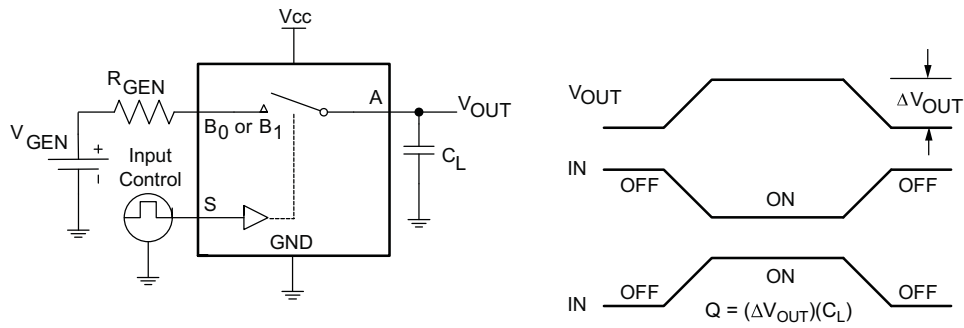 Vcc
RGEN
A
VOUT
B0 or B1
VGEN
+
Input
Control
CL
S
GND
VOUT
ΔVOUT
IN
OFF
ON
OFF
IN
OFF
ON
OFF
Q = (ΔVOUT)(CL)